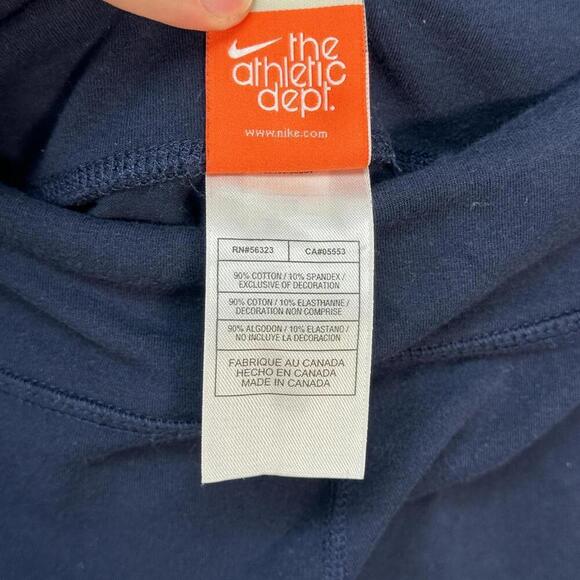 the
athletic
dept.
www.nike.com
RN#56323 CA#05553
90% COTTON / 10% SPANDEX /
EXCLUSIVE OF DECORATION
90% COTON / 10% ELASTHANNE /
DECORATION NON COMPRISE
90% ALGODON / 10% ELASTANO /
NO INCLUYE LA DECORACION
FABRIQUE AU CANADA
HECHO EN CANADA
MADE IN CANADA